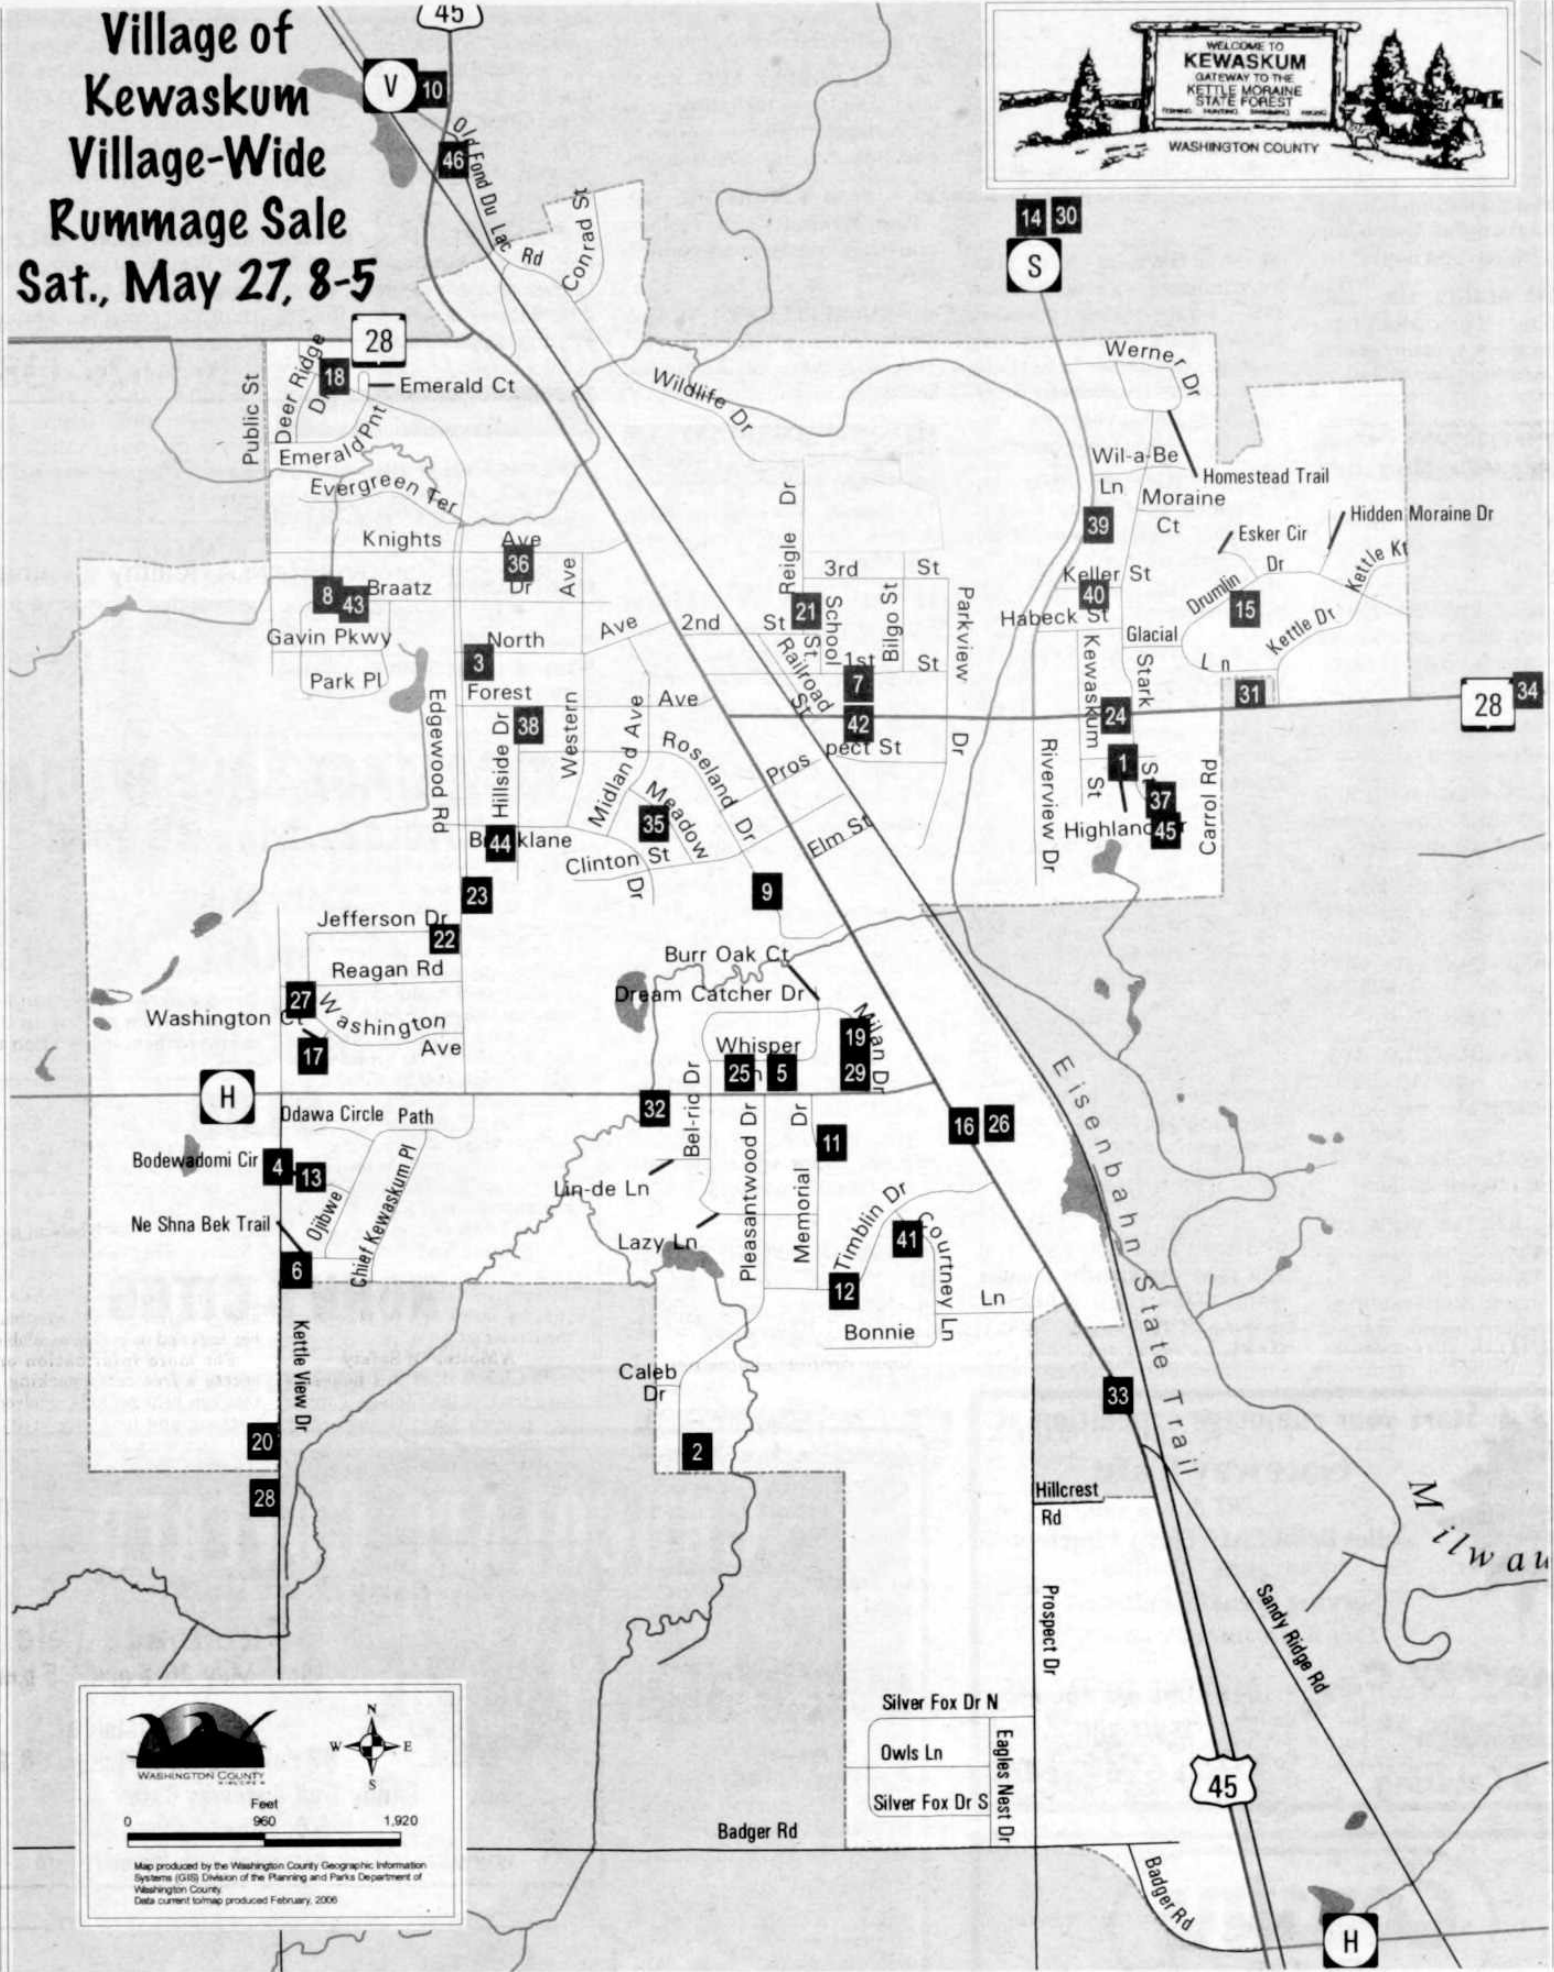 Village of
Kewaskum
Village-Wide
Rummage Sale
Sat., May 27, 8-5
45
V
10
46
Old Fond Du Lac Rd
Conrad St
WELCOME TO
KEWASKUM
GATEWAY TO THE
KETTLE MORAINE
STATE FOREST
FISHING HUNTING SWIMMING HIKING
WASHINGTON COUNTY
14 30
S
28
18
Deer Ridge Dr
Emerald Ct
Public St
Emerald Pnt
Evergreen Ter
Wildlife Dr
Werner Dr
Wil-a-Be
Ln
Homestead Trail
Moraine
Ct
39
Hidden Moraine Dr
Esker Cir
Drumlin Dr
Kettle Kt
15
Kettle Dr
Knights Ave
36
8
43
Braatz Dr
Ave
Reigle Dr
3rd St
Keller St
40
Habeck St
Gavin Pkwy
North Ave
2nd St
21
School St.
Bilgo St
Parkview Dr
Glacial
Ln
Kewaskum St
Stark St
3
Park Pl
Forest Ave
Railroad St
1st St
7
31
34
28
38
42
24
Edgewood Rd
Hillside Dr
Western
Midland Ave
Roseland Dr
Prospect St
Riverview Dr
1
37
45
Carrol Rd
Meadow
35
Highland
44
Clinton St
Dr
Elm St
23
9
Jefferson Dr
22
Reagan Rd
Burr Oak Ct
Dream Catcher Dr
27
Washington Ct
Washington
Ave
17
Milan Dr
19
Whisper
25
5
29
Eisenbahn State Trail
H
32
Bel-ric Dr
16 26
Odawa Circle Path
Pleasantwood Dr
Memorial Dr
11
Bodewadomi Cir
4
13
Ojibwe
Chief Kewaskum Pl
Lin-de Ln
Ne Shna Bek Trail
6
Lazy Ln
Timblin Dr
41
Courtney Ln
12
Ln
Bonnie
Kettle View Dr
Caleb
Dr
33
20
2
28
Hillcrest
Rd
Milwau
Prospect Dr
Sandy Ridge Rd
Silver Fox Dr N
Owls Ln
Eagles Nest Dr
Silver Fox Dr S
45
Badger Rd
Badger Rd
H
N
W E
S
WASHINGTON COUNTY
Feet
0 960 1,920
Map produced by the Washington County Geographic Information
Systems (GIS) Division of the Planning and Parks Department of
Washington County.
Data current to/map produced February, 2006